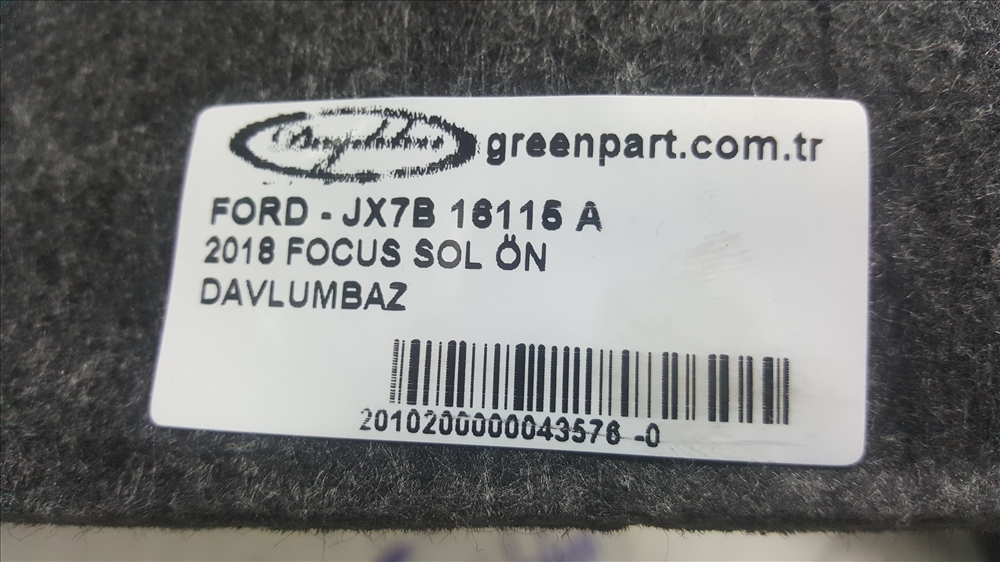 greenpart.com.tr
FORD - JX7B 16115 A
2018 FOCUS SOL ÖN
DAVLUMBAZ
2010200000043576 -0